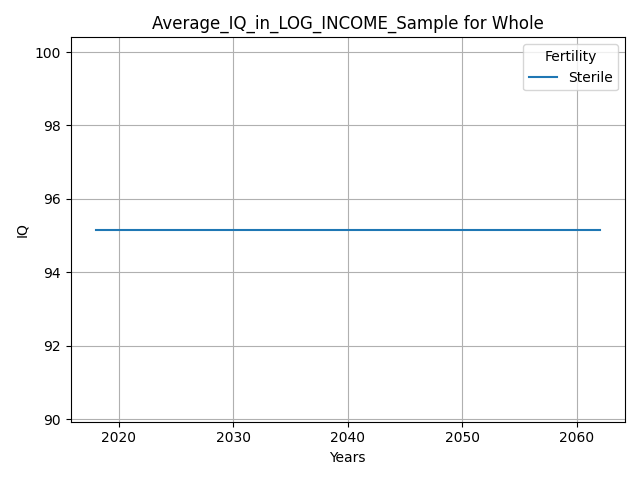 Average_IQ_in_LOG_INCOME_Sample for Whole
Fertility
Sterile
IQ
100
98
96
94
92
90
2020 2030 2040 2050 2060
Years